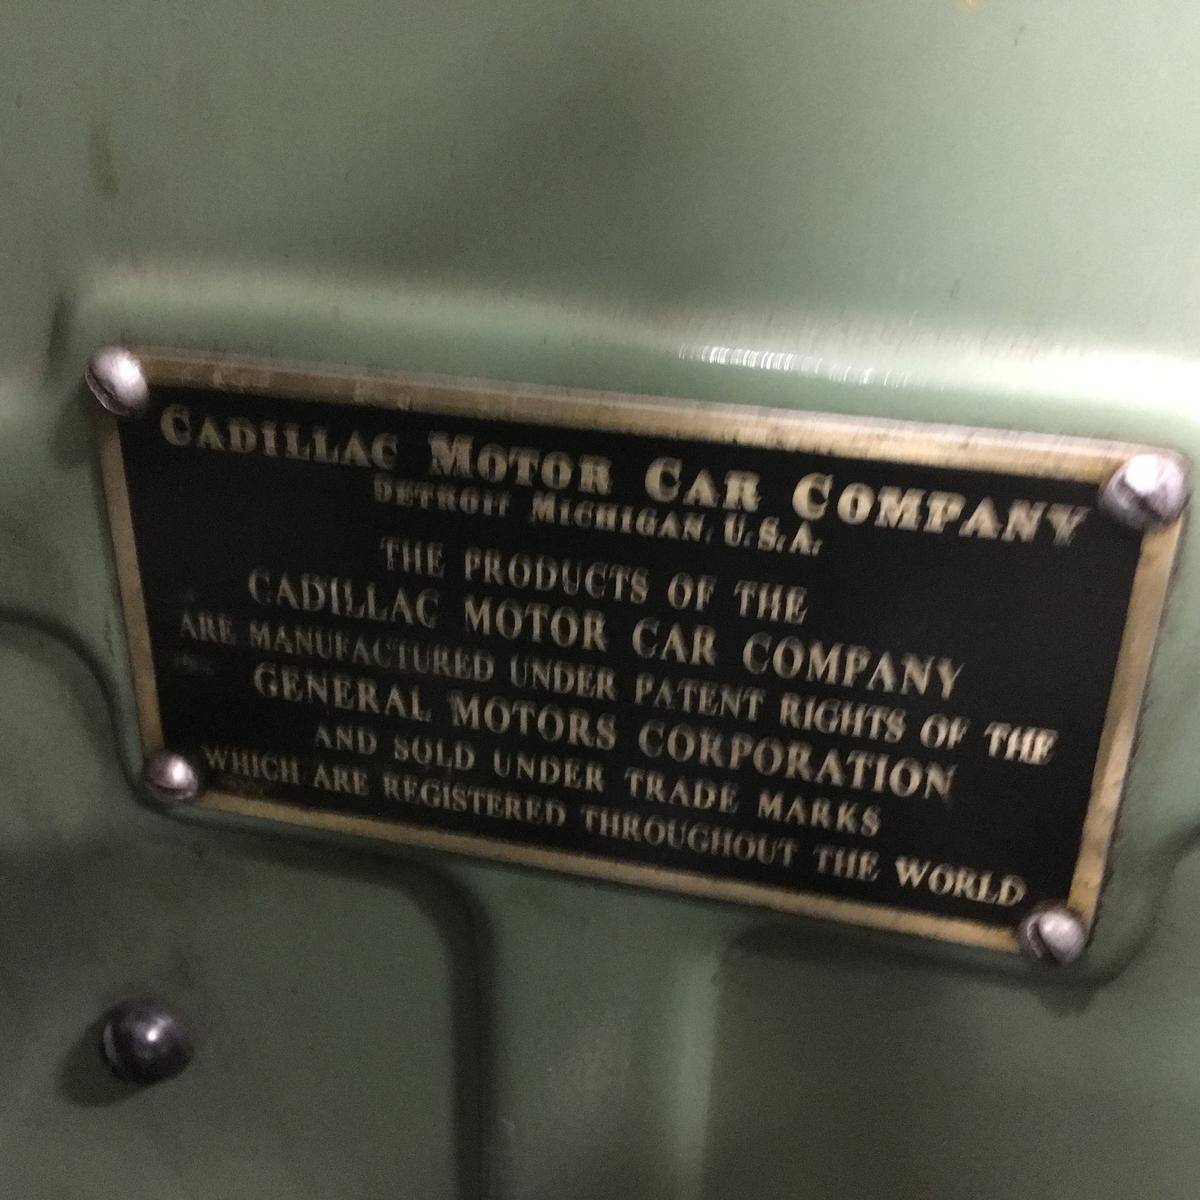 CADILLAC MOTOR CAR COMPANY
DETROIT MICHIGAN. U.S.A.
THE PRODUCTS OF THE
CADILLAC MOTOR CAR COMPANY
ARE MANUFACTURED UNDER PATENT RIGHTS OF THE
GENERAL MOTORS CORPORATION
AND SOLD UNDER TRADE MARKS
WHICH ARE REGISTERED THROUGHOUT THE WORLD